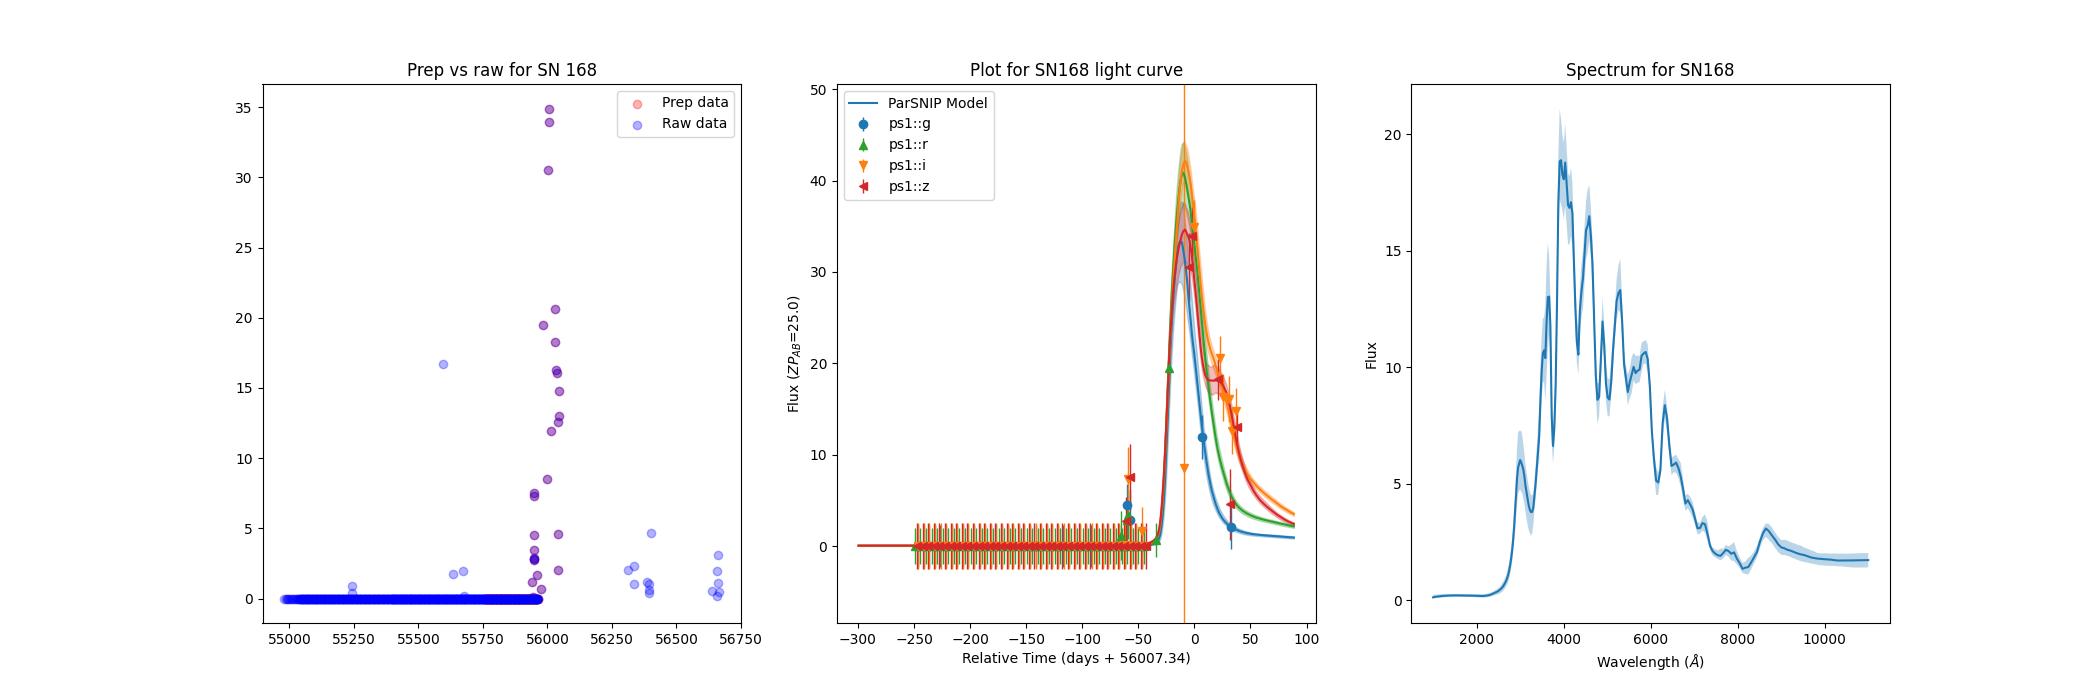 Prep vs raw for SN 168
Prep data
Raw data
35
30
25
20
15
10
5
0
55000 55250 55500 55750 56000 56250 56500 56750
Plot for SN168 light curve
ParSNIP Model
ps1::g
ps1::r
ps1::i
ps1::z
Flux (ZP_AB=25.0)
50
40
30
20
10
0
−300 −250 −200 −150 −100 −50 0 50 100
Relative Time (days + 56007.34)
Spectrum for SN168
Flux
20
15
10
5
0
2000 4000 6000 8000 10000
Wavelength (Å)